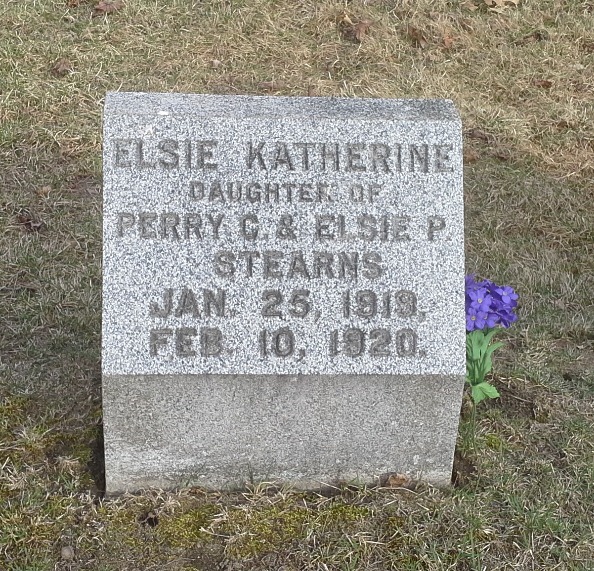 ELSIE KATHERINE
DAUGHTER OF
PERRY C. & ELSIE P.
STEARNS
JAN. 25, 1919.
FEB. 10, 1920.